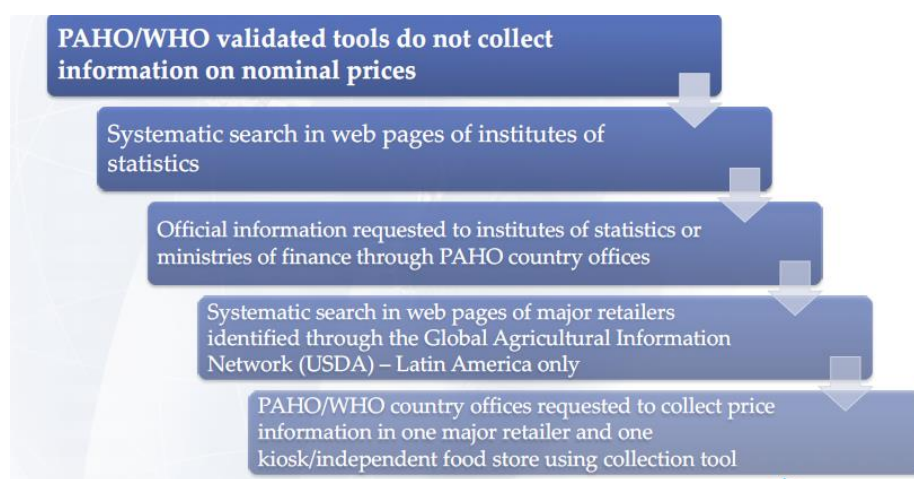 PAHO/WHO validated tools do not collect
information on nominal prices
Systematic search in web pages of institutes of
statistics
Official information requested to institutes of statistics or
ministries of finance through PAHO country offices
Systematic search in web pages of major retailers
identified through the Global Agricultural Information
Network (USDA) – Latin America only
PAHO/WHO country offices requested to collect price
information in one major retailer and one
kiosk/independent food store using collection tool